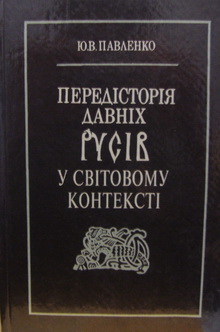 Ю.В. ПАВЛЕНКО
ПЕРЕДІСТОРІЯ
ДАВНІХ
РУСІВ
У СВІТОВОМУ
КОНТЕКСТІ